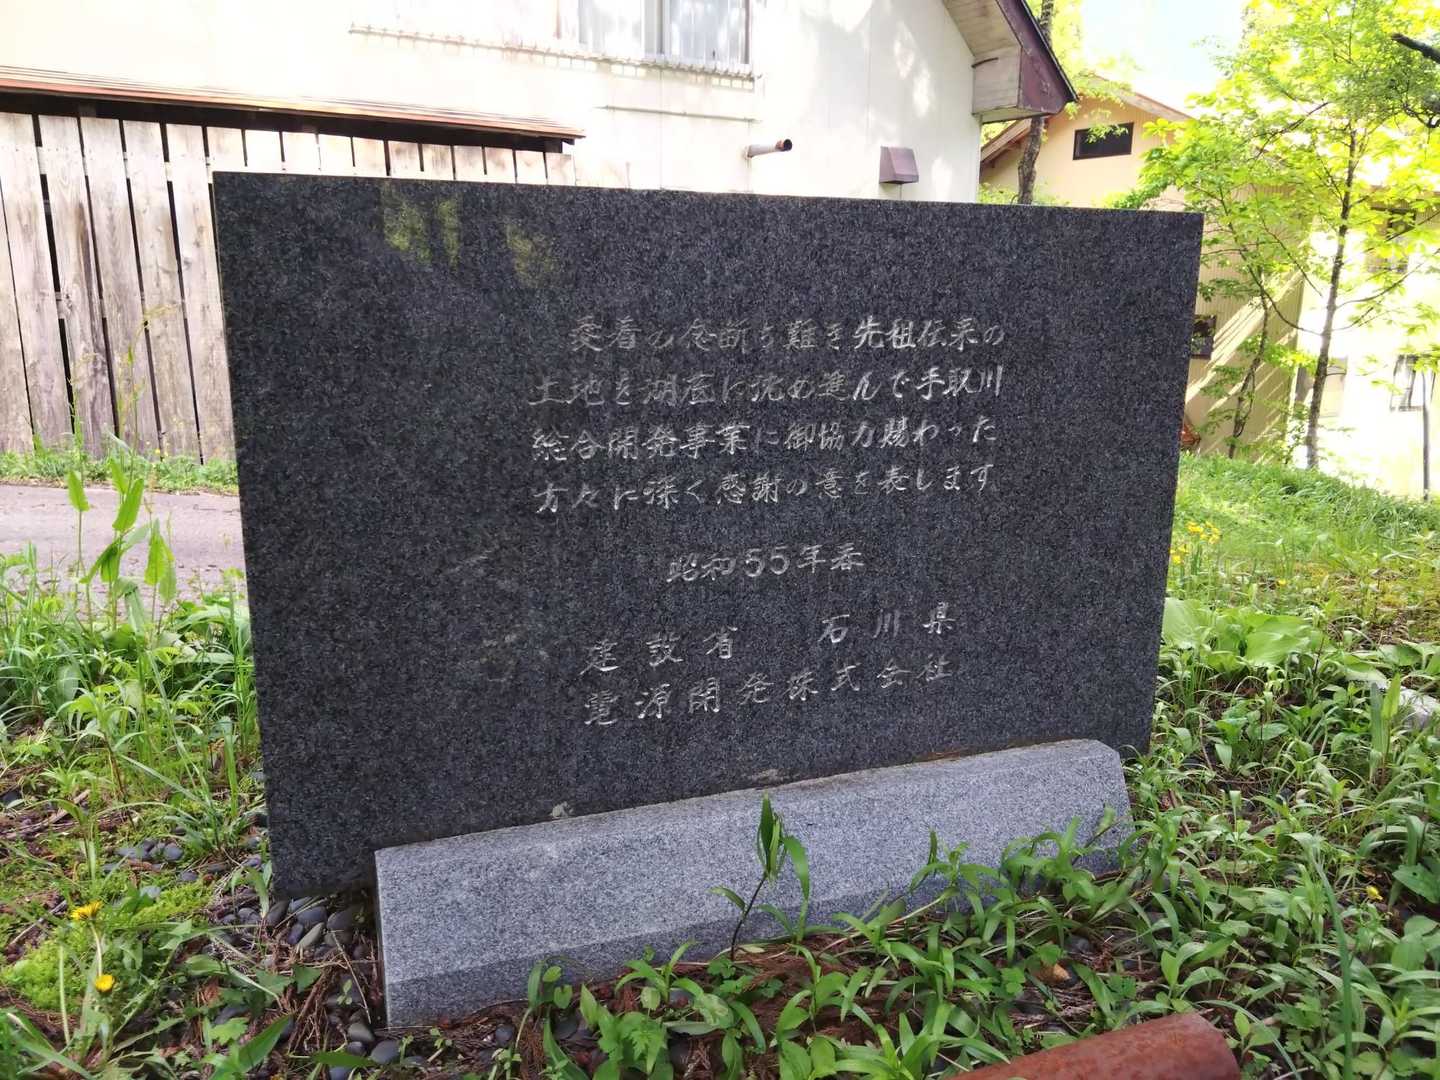 愛着の念断ち難き先祖伝来の
土地を湖底に沈め進んで手取川
総合開発事業に御協力賜わった
方々に深く感謝の意を表します
昭和55年春
建設省 石川県
電源開発株式会社